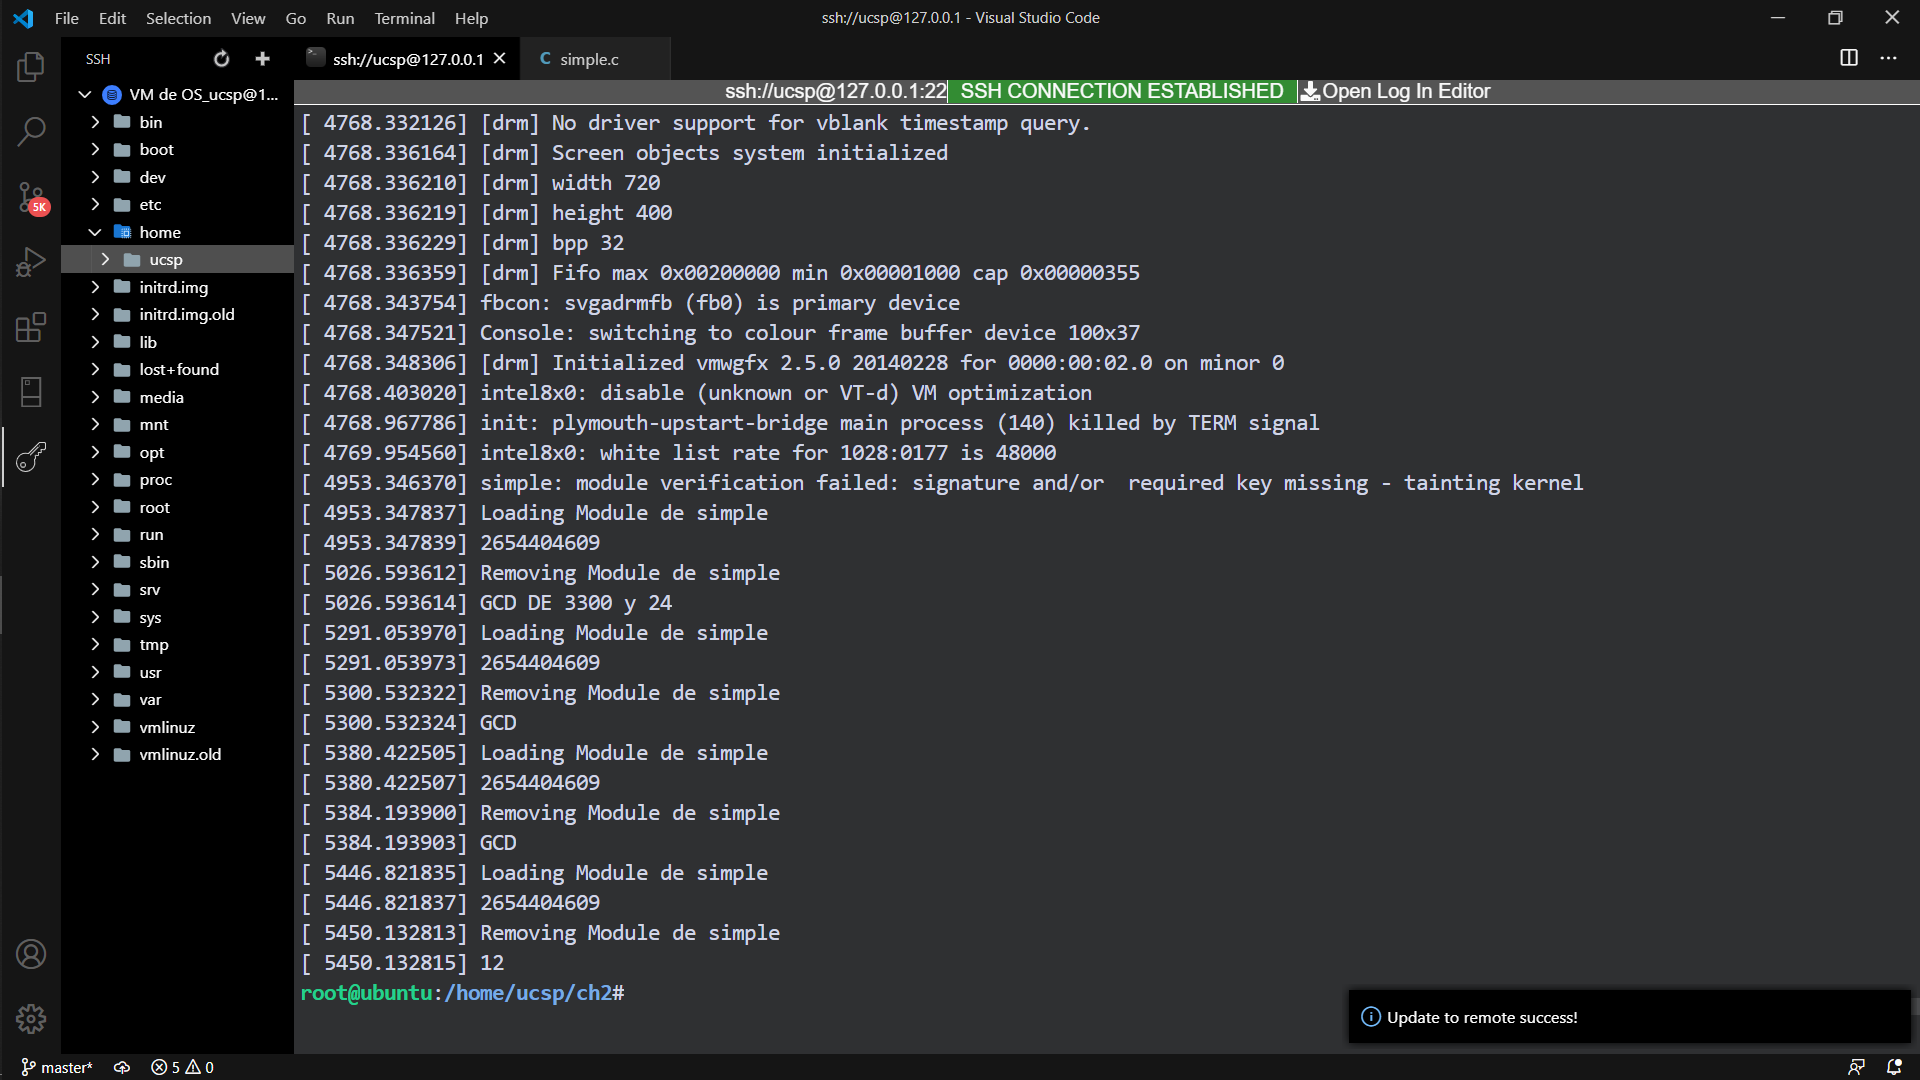 File Edit Selection View Go Run Terminal Help
ssh://ucsp@127.0.0.1 - Visual Studio Code
SSH
ssh://ucsp@127.0.0.1
C simple.c
ssh://ucsp@127.0.0.1:22 SSH CONNECTION ESTABLISHED Open Log In Editor
5K
VM de OS_ucsp@1...
bin
boot
dev
etc
home
ucsp
initrd.img
initrd.img.old
lib
lost+found
media
mnt
opt
proc
root
run
sbin
srv
sys
tmp
usr
var
vmlinuz
vmlinuz.old
[ 4768.332126] [drm] No driver support for vblank timestamp query.
[ 4768.336164] [drm] Screen objects system initialized
[ 4768.336210] [drm] width 720
[ 4768.336219] [drm] height 400
[ 4768.336229] [drm] bpp 32
[ 4768.336359] [drm] Fifo max 0x00200000 min 0x00001000 cap 0x00000355
[ 4768.343754] fbcon: svgadrmfb (fb0) is primary device
[ 4768.347521] Console: switching to colour frame buffer device 100x37
[ 4768.348306] [drm] Initialized vmwgfx 2.5.0 20140228 for 0000:00:02.0 on minor 0
[ 4768.403020] intel8x0: disable (unknown or VT-d) VM optimization
[ 4768.967786] init: plymouth-upstart-bridge main process (140) killed by TERM signal
[ 4769.954560] intel8x0: white list rate for 1028:0177 is 48000
[ 4953.346370] simple: module verification failed: signature and/or  required key missing - tainting kernel
[ 4953.347837] Loading Module de simple
[ 4953.347839] 2654404609
[ 5026.593612] Removing Module de simple
[ 5026.593614] GCD DE 3300 y 24
[ 5291.053970] Loading Module de simple
[ 5291.053973] 2654404609
[ 5300.532322] Removing Module de simple
[ 5300.532324] GCD
[ 5380.422505] Loading Module de simple
[ 5380.422507] 2654404609
[ 5384.193900] Removing Module de simple
[ 5384.193903] GCD
[ 5446.821835] Loading Module de simple
[ 5446.821837] 2654404609
[ 5450.132813] Removing Module de simple
[ 5450.132815] 12
root@ubuntu:/home/ucsp/ch2#
Update to remote success!
master* 5 0